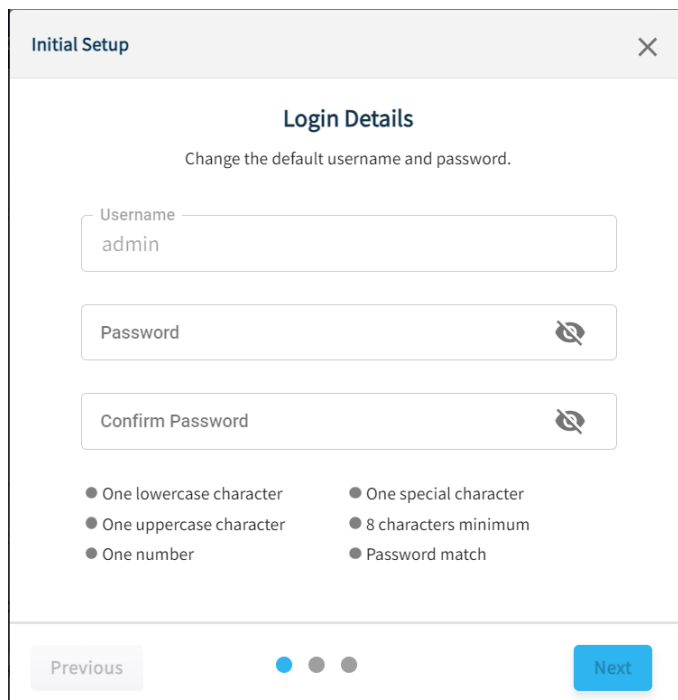 Initial Setup
Login Details
Change the default username and password.
Username
admin
Password
Confirm Password
One lowercase character
One special character
One uppercase character
8 characters minimum
One number
Password match
Previous
Next